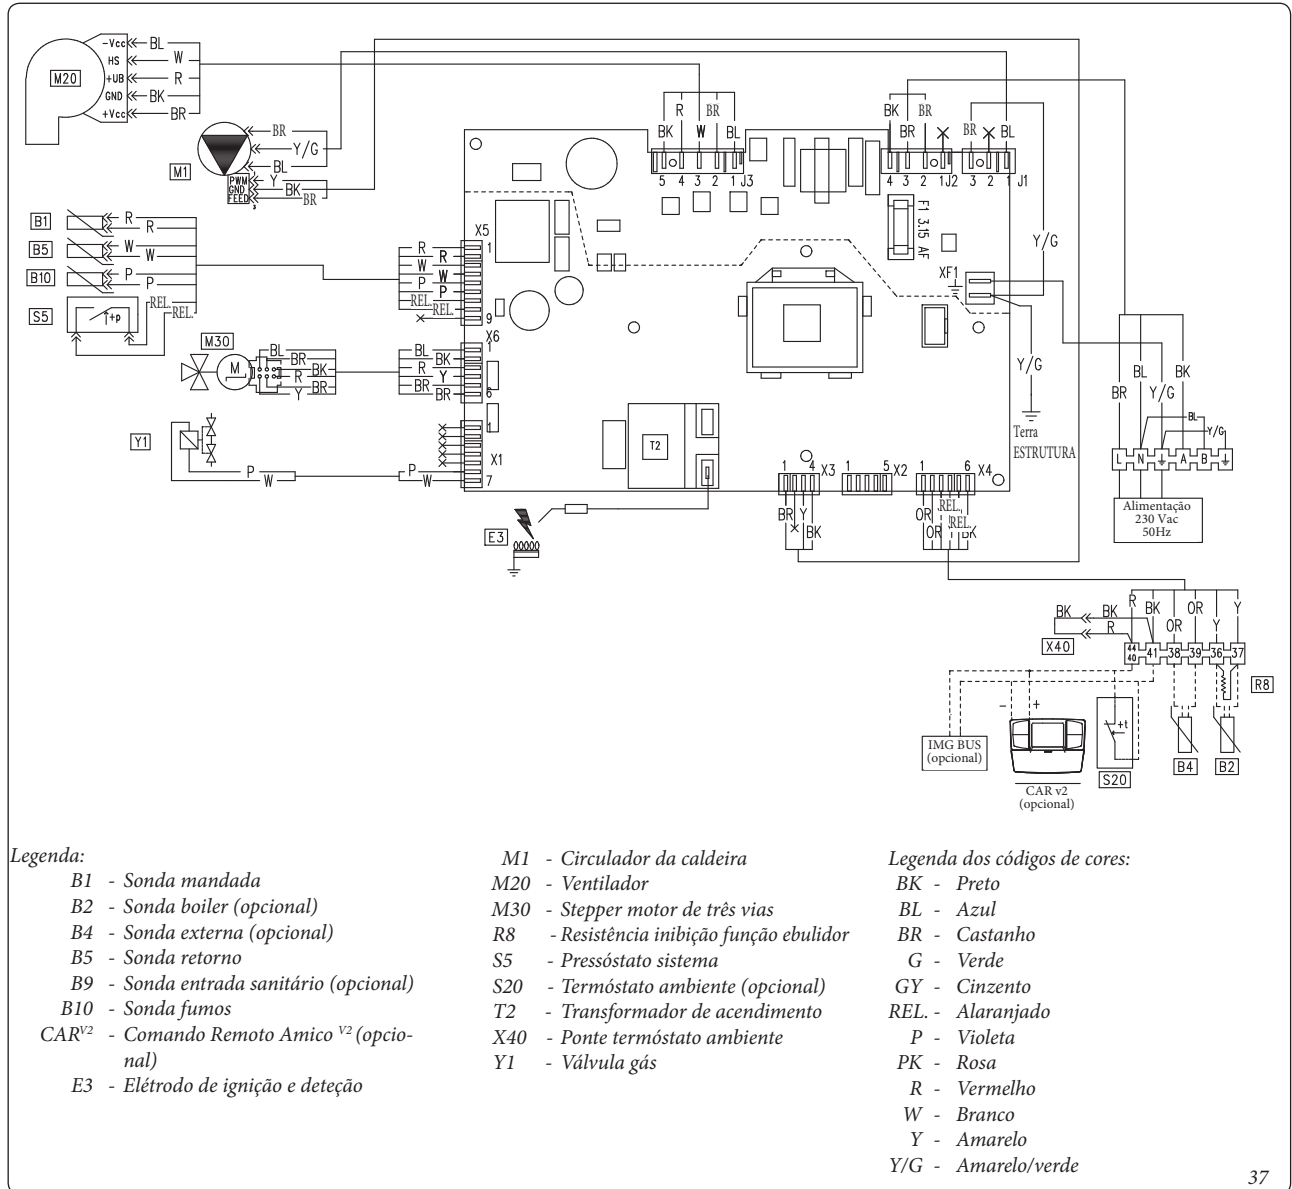 -Vcc BL
HS W
M20 +UB R
GND BK
+Vcc BR
BR
Y/G
BL
M1
PWM Y
GND BK
FEED BR
3
B1 R
R
B5 W
W
B10 P
P
REL.
REL.
S5 +p
M30
M
BL
BR
BK
R
BR
Y
Y1
P
W
P
W
X5
R 1
R
W
W
P
P
REL.
REL.
9
X6
BL 1
BK
R
Y
BR
BR 6
1
X1
7
R BR
BK W BL
5 4 3 2 1 J3
BK BR
BR
4 3 2 1 J2
BR BL
3 2 1 J1
F1 3.15 AF
XF1
Y/G
Y/G
Terra
ESTRUTURA
T2
E3
1 4 X3
BR Y
BK
1 5 X2
1 6 X4
REL.
OR REL.
OR BK
BL BK
BR Y/G
BL
Y/G
L N A B
Alimentação
230 Vac
50Hz
BK BK
R
X40
R BK OR Y
OR Y
44
40 41 38 39 36 37
R8
- +
+t
IMG BUS
(opcional)
CAR v2
(opcional)
S20
B4 B2
Legenda:
B1 - Sonda mandada
B2 - Sonda boiler (opcional)
B4 - Sonda externa (opcional)
B5 - Sonda retorno
B9 - Sonda entrada sanitário (opcional)
B10 - Sonda fumos
CARV2 - Comando Remoto Amico V2 (opcio-
nal)
E3 - Elétrodo de ignição e deteção
M1 - Circulador da caldeira
M20 - Ventilador
M30 - Stepper motor de três vias
R8 - Resistência inibição função ebulidor
S5 - Pressóstato sistema
S20 - Termóstato ambiente (opcional)
T2 - Transformador de acendimento
X40 - Ponte termóstato ambiente
Y1 - Válvula gás
Legenda dos códigos de cores:
BK - Preto
BL - Azul
BR - Castanho
G - Verde
GY - Cinzento
REL. - Alaranjado
P - Violeta
PK - Rosa
R - Vermelho
W - Branco
Y - Amarelo
Y/G - Amarelo/verde
37